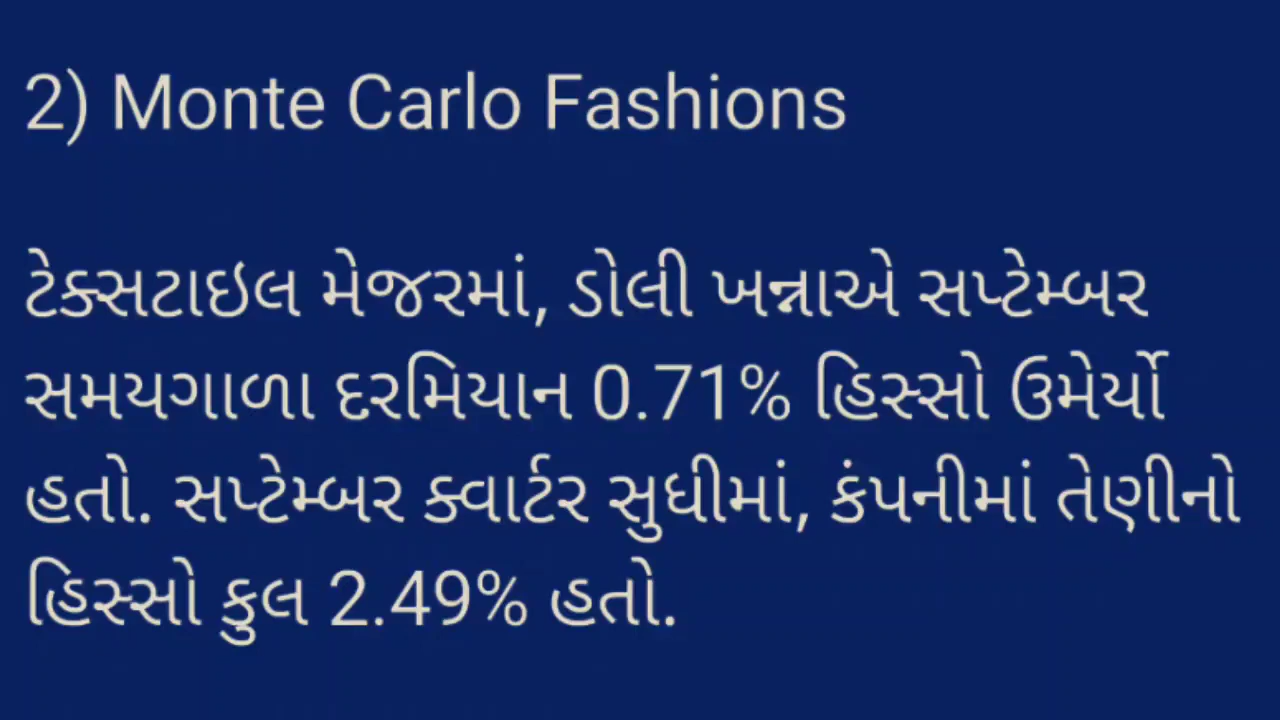 2) Monte Carlo Fashions
ટેક્સટાઇલ મેજરમાં, ડોલી ખન્નાએ સપ્ટેમ્બર
સમયગાળા દરમિયાન 0.71% હિસ્સો ઉમેર્યો
હતો. સપ્ટેમ્બર ક્વાર્ટર સુધીમાં, કંપનીમાં તેણીનો
હિસ્સો કુલ 2.49% હતો.